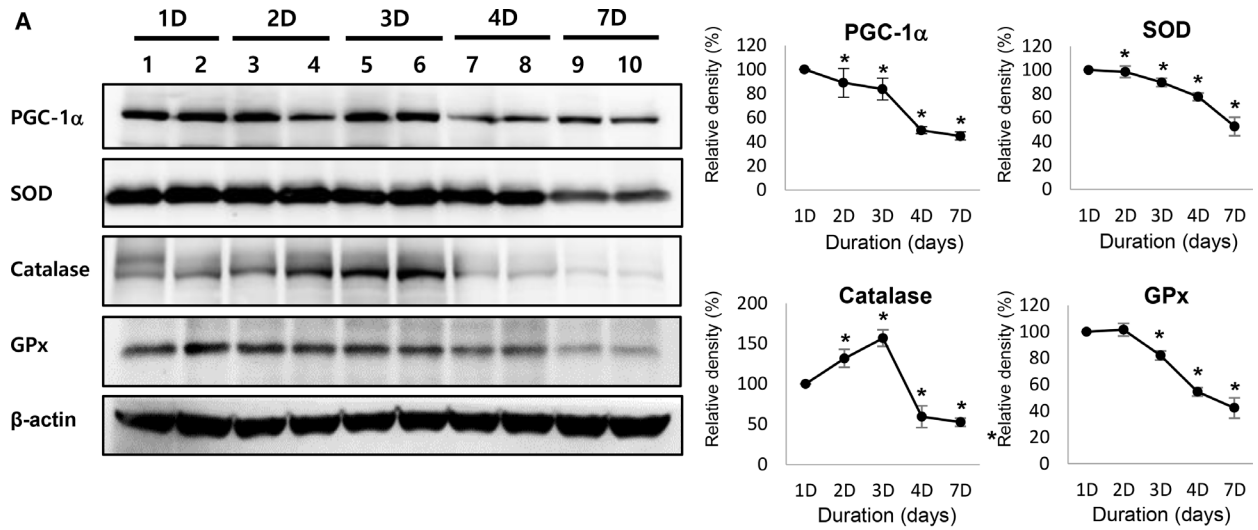 A
1D 2D 3D 4D 7D
1 2 3 4 5 6 7 8 9 10
PGC-1α
SOD
Catalase
GPx
β-actin
PGC-1α
Relative density (%)
120
100
80
60
40
20
0
* * * *
1D 2D 3D 4D 7D
Duration (days)
SOD
Relative density (%)
120
100
80
60
40
20
0
* * * *
1D 2D 3D 4D 7D
Duration (days)
Catalase
Relative density (%)
200
150
100
50
0
* * * *
1D 2D 3D 4D 7D
Duration (days)
*
GPx
Relative density (%)
120
100
80
60
40
20
0
* * *
1D 2D 3D 4D 7D
Duration (days)